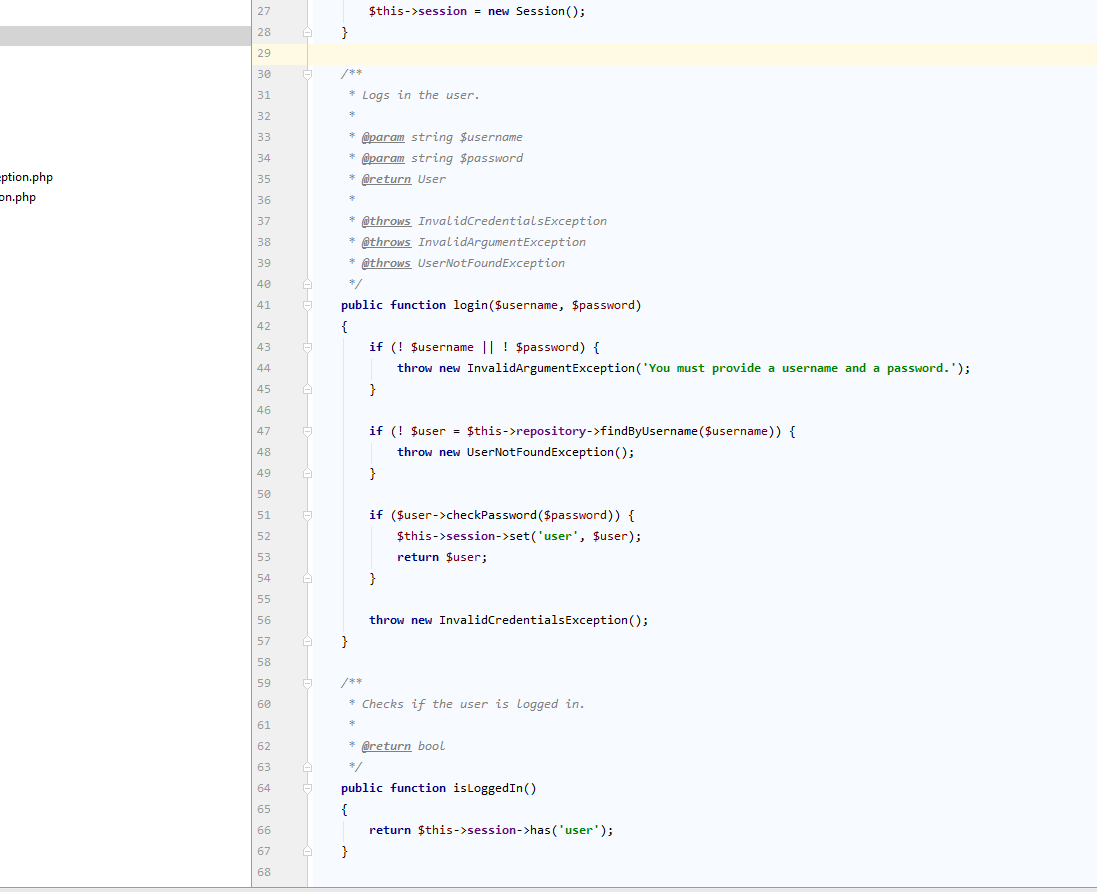 eption.php
on.php
27 $this->session = new Session();
28 }
29
30 /**
31 * Logs in the user.
32 *
33 * @param string $username
34 * @param string $password
35 * @return User
36 *
37 * @throws InvalidCredentialsException
38 * @throws InvalidArgumentException
39 * @throws UserNotFoundException
40 */
41 public function login($username, $password)
42 {
43 if (! $username || ! $password) {
44 throw new InvalidArgumentException('You must provide a username and a password.');
45 }
46
47 if (! $user = $this->repository->findByUsername($username)) {
48 throw new UserNotFoundException();
49 }
50
51 if ($user->checkPassword($password)) {
52 $this->session->set('user', $user);
53 return $user;
54 }
55
56 throw new InvalidCredentialsException();
57 }
58
59 /**
60 * Checks if the user is logged in.
61 *
62 * @return bool
63 */
64 public function isLoggedIn()
65 {
66 return $this->session->has('user');
67 }
68